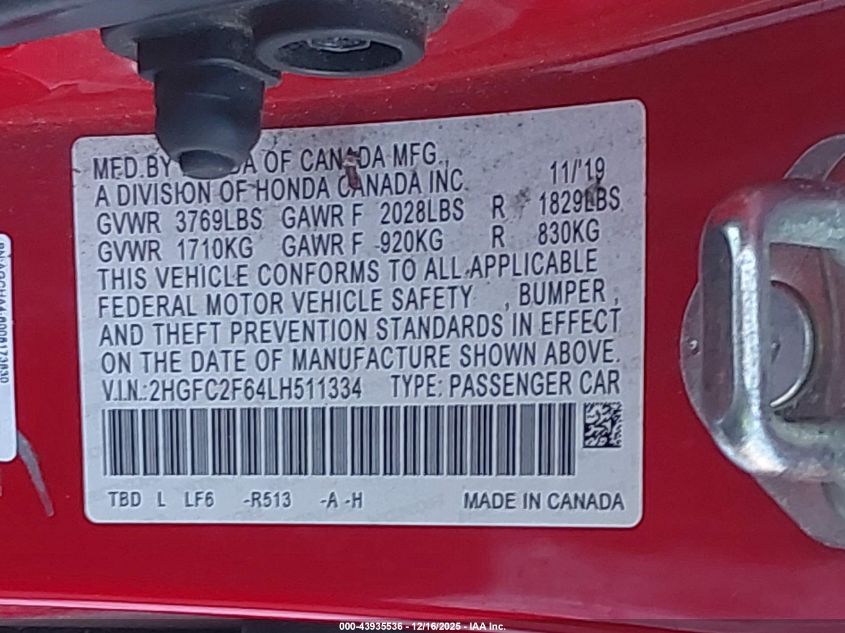 MFD.BY DA OF CANADA MFG., 11/'19
A DIVISION OF HONDA CANADA INC.
GVWR 3769LBS GAWR F 2028LBS R 1829LBS
GVWR 1710KG GAWR F 920KG R 830KG
THIS VEHICLE CONFORMS TO ALL APPLICABLE
FEDERAL MOTOR VEHICLE SAFETY , BUMPER ,
AND THEFT PREVENTION STANDARDS IN EFFECT
ON THE DATE OF MANUFACTURE SHOWN ABOVE.
V.I.N.:2HGFC2F64LH511334 TYPE: PASSENGER CAR
TBD L LF6 -R513 -A -H MADE IN CANADA
000-43935536 - 12/16/2025 - IAA Inc.